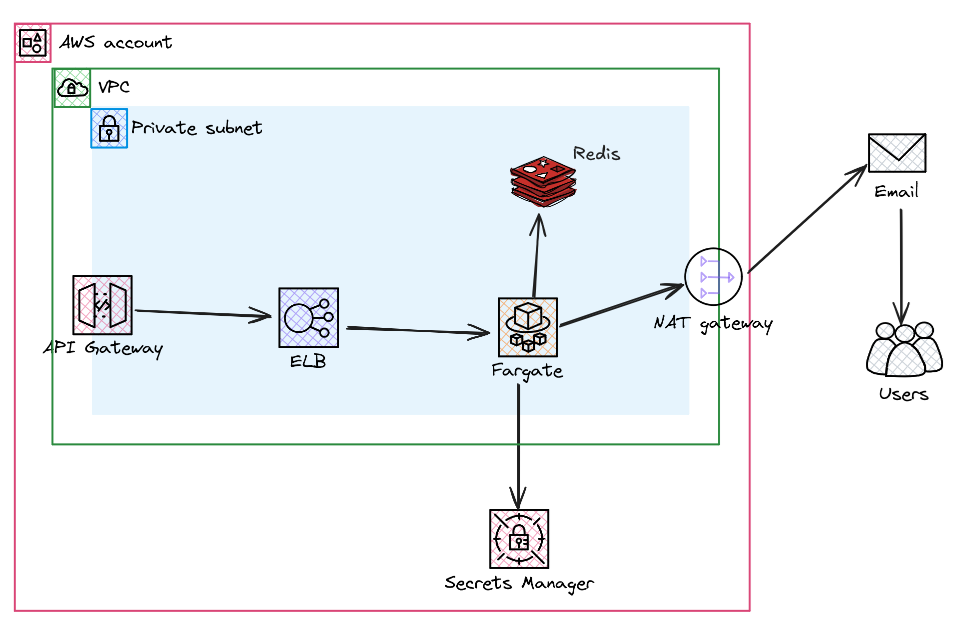 AWS account
VPC
Private subnet
Redis
Email
API Gateway
ELB
Fargate
NAT gateway
Users
Secrets Manager